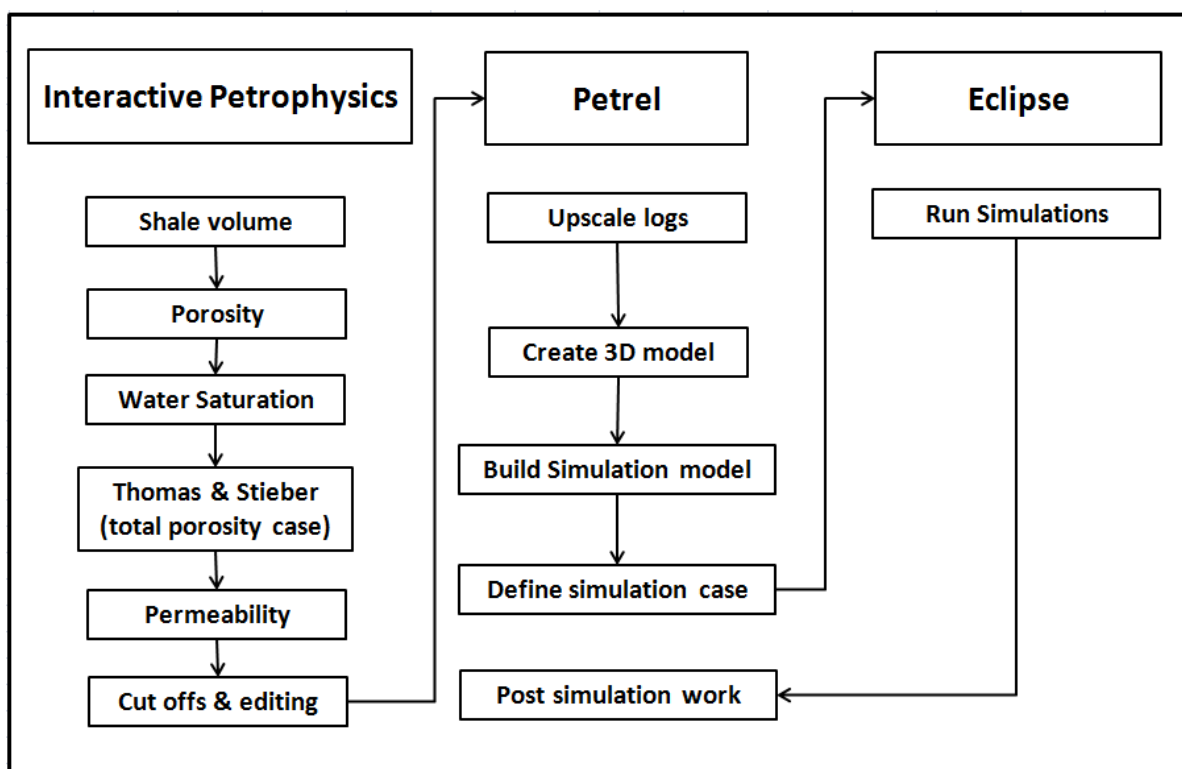 Interactive Petrophysics
Shale volume
Porosity
Water Saturation
Thomas & Stieber
(total porosity case)
Permeability
Cut offs & editing
Petrel
Upscale logs
Create 3D model
Build Simulation model
Define simulation case
Post simulation work
Eclipse
Run Simulations